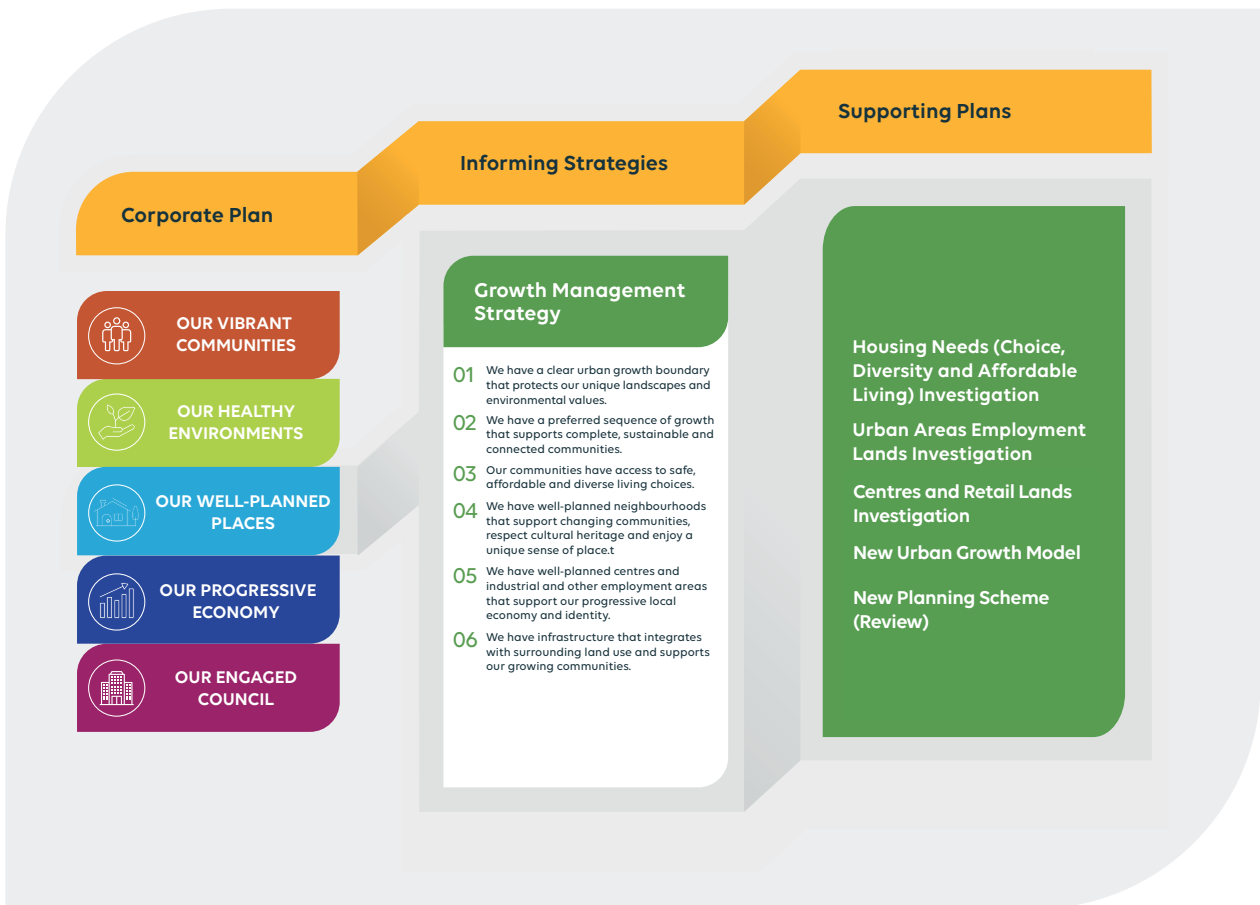 Corporate Plan
OUR VIBRANT
COMMUNITIES
OUR HEALTHY
ENVIRONMENTS
OUR WELL-PLANNED
PLACES
OUR PROGRESSIVE
ECONOMY
OUR ENGAGED
COUNCIL
Informing Strategies
Growth Management
Strategy
01 We have a clear urban growth boundary
that protects our unique landscapes and
environmental values.
02 We have a preferred sequence of growth
that supports complete, sustainable and
connected communities.
03 Our communities have access to safe,
affordable and diverse living choices.
04 We have well-planned neighbourhoods
that support changing communities,
respect cultural heritage and enjoy a
unique sense of place.t
05 We have well-planned centres and
industrial and other employment areas
that support our progressive local
economy and identity.
06 We have infrastructure that integrates
with surrounding land use and supports
our growing communities.
Supporting Plans
Housing Needs (Choice,
Diversity and Affordable
Living) Investigation
Urban Areas Employment
Lands Investigation
Centres and Retail Lands
Investigation
New Urban Growth Model
New Planning Scheme
(Review)